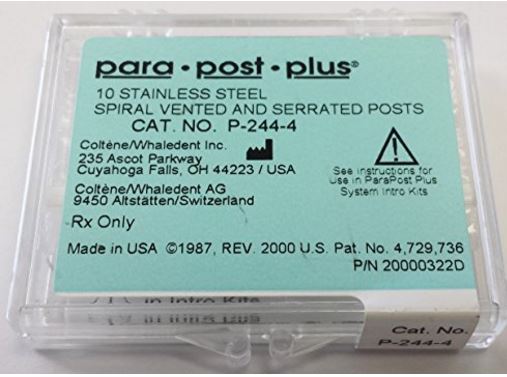 para • post • plus®
10 STAINLESS STEEL
SPIRAL VENTED AND SERRATED POSTS
CAT. NO. P-244-4
Coltène/Whaledent Inc.
235 Ascot Parkway
Cuyahoga Falls, OH 44223 / USA
Coltène/Whaledent AG
9450 Altstätten/Switzerland
See instructions for
Use in ParaPost Plus
System Intro Kits
Rx Only
Made in USA ©1987, REV. 2000 U.S. Pat. No. 4,729,736
P/N 20000322D
in Intro Kits
Cat. No.
P-244-4